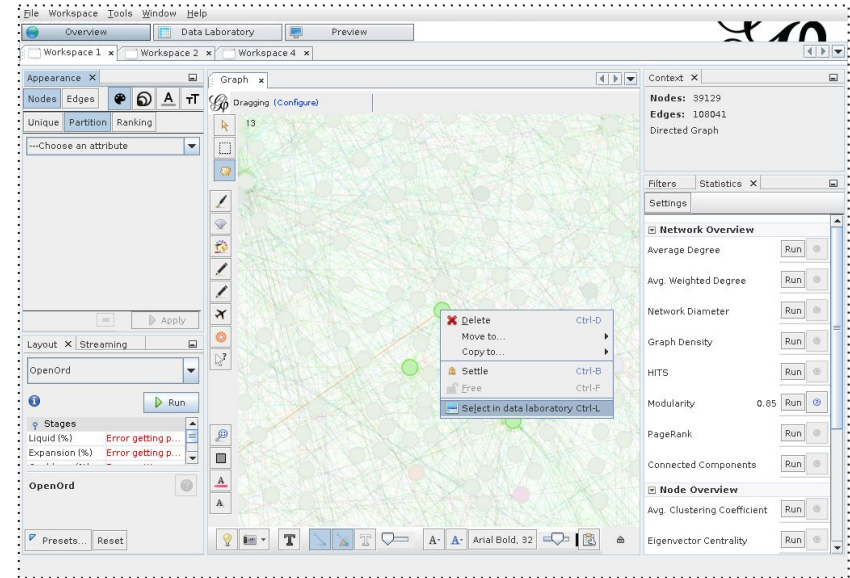 File Workspace Tools Window Help
Overview Data Laboratory Preview
Workspace 1 x Workspace 2 x Workspace 4 x
Appearance X
Nodes Edges A TT
Unique Partition Ranking
---Choose an attribute
Apply
Layout X Streaming
OpenOrd
Run
Stages
Liquid (%) Error getting p...
Expansion (%) Error getting p...
OpenOrd
Presets... Reset
Graph x
Dragging (Configure)
13
Delete Ctrl-D
Move to...
Copy to...
Settle Ctrl-B
Free Ctrl-F
Select in data laboratory Ctrl-L
A
A
T T A- A- Arial Bold, 32
Context X
Nodes: 39129
Edges: 108041
Directed Graph
Filters Statistics X
Settings
Network Overview
Average Degree Run
Avg. Weighted Degree Run
Network Diameter Run
Graph Density Run
HITS Run
Modularity 0.85 Run
PageRank Run
Connected Components Run
Node Overview
Avg. Clustering Coefficient Run
Eigenvector Centrality Run